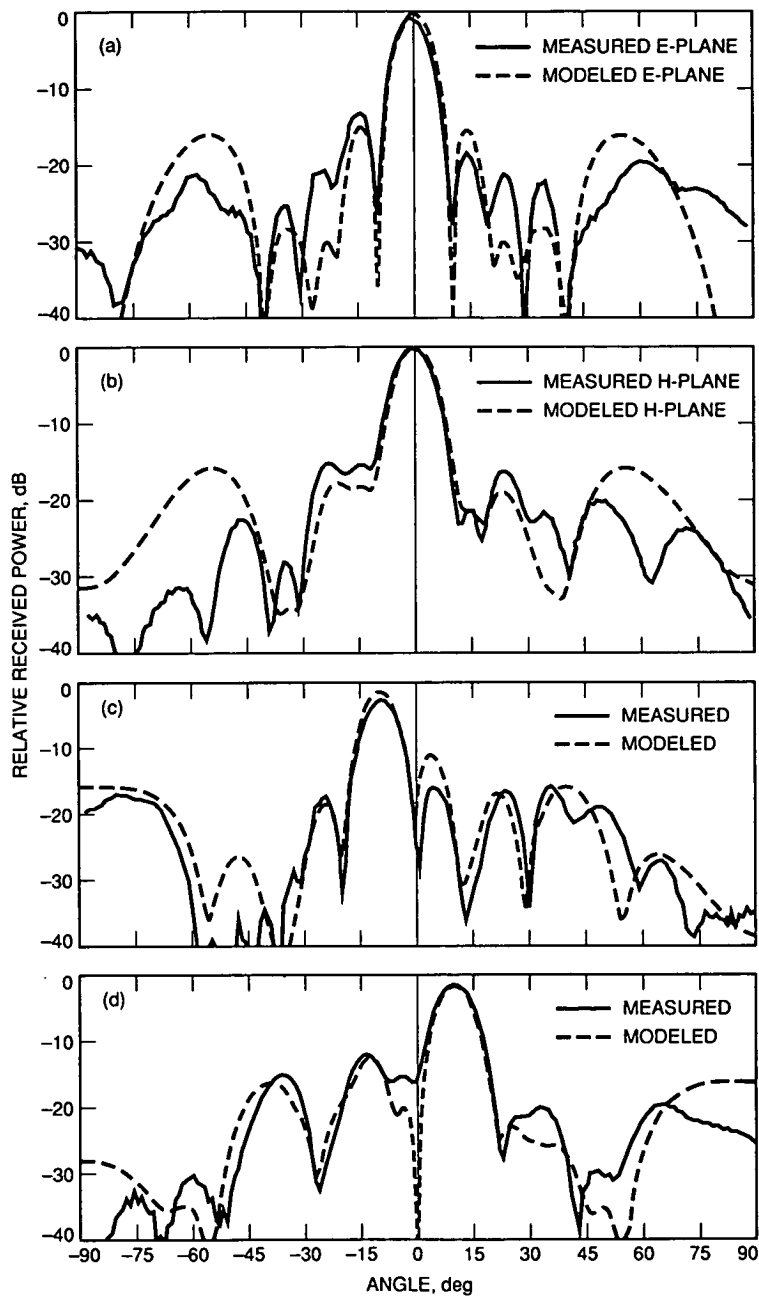 (a)
MEASURED E-PLANE
MODELED E-PLANE
0
−10
−20
−30
−40
(b)
MEASURED H-PLANE
MODELED H-PLANE
0
−10
−20
−30
−40
RELATIVE RECEIVED POWER, dB
(c)
MEASURED
MODELED
0
−10
−20
−30
−40
(d)
MEASURED
MODELED
0
−10
−20
−30
−40
−90 −75 −60 −45 −30 −15 0 15 30 45 60 75 90
ANGLE, deg